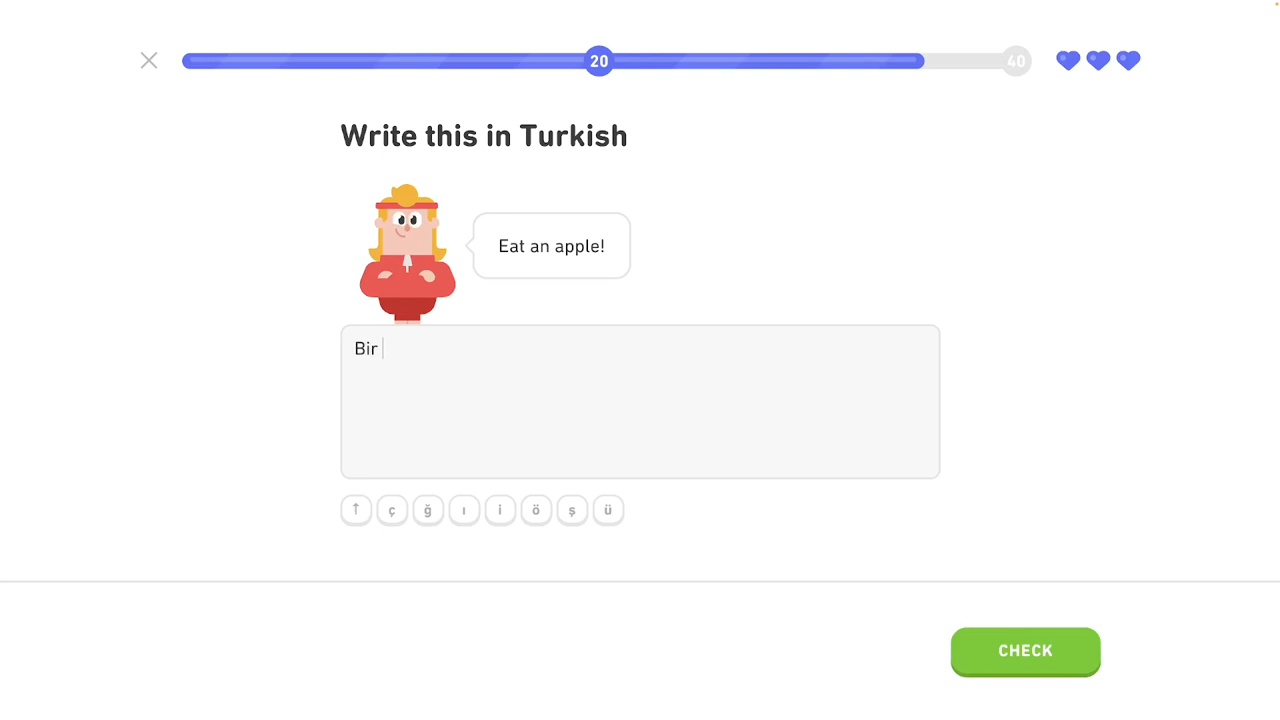 20
40
Write this in Turkish
Eat an apple!
Bir
↑ ç ğ ı i ö ş ü
CHECK